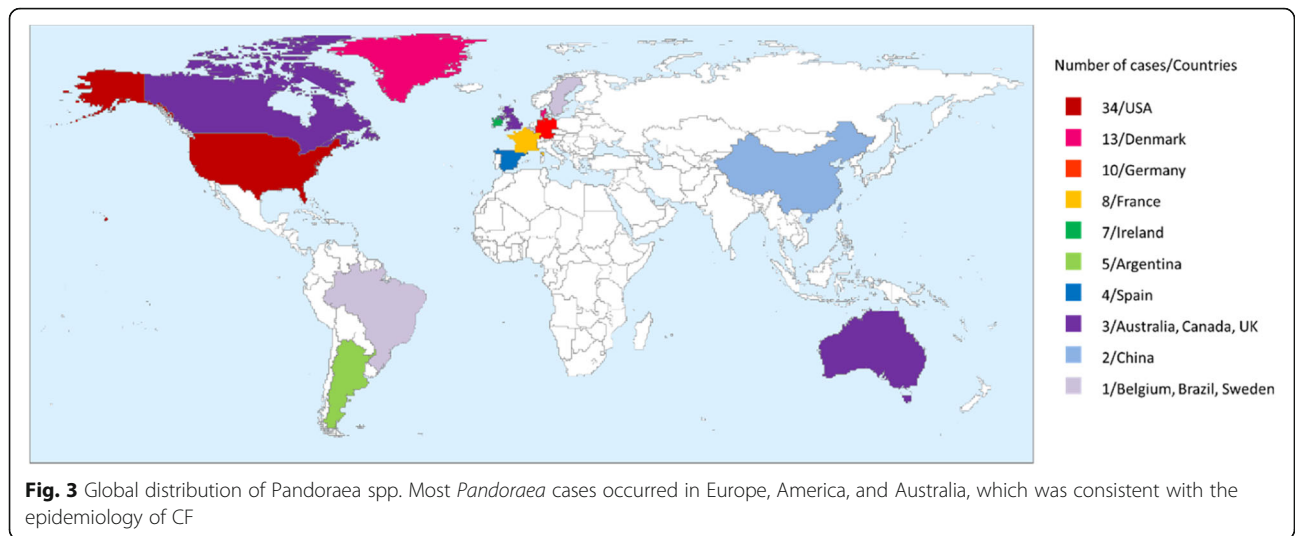 Number of cases/Countries
34/USA
13/Denmark
10/Germany
8/France
7/Ireland
5/Argentina
4/Spain
3/Australia, Canada, UK
2/China
1/Belgium, Brazil, Sweden
Fig. 3 Global distribution of Pandoraea spp. Most Pandoraea cases occurred in Europe, America, and Australia, which was consistent with the
epidemiology of CF